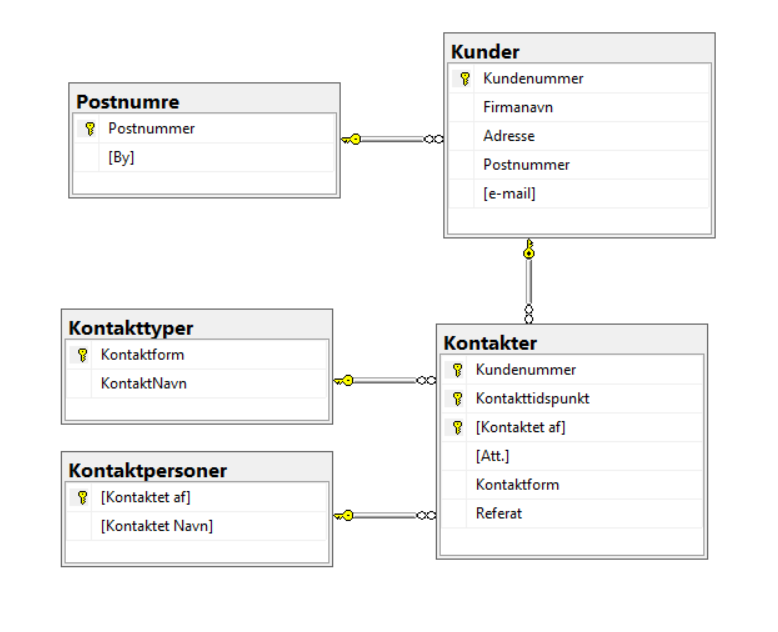 Postnumre
Postnummer
[By]
Kunder
Kundenummer
Firmanavn
Adresse
Postnummer
[e-mail]
Kontakttyper
Kontaktform
KontaktNavn
Kontaktpersoner
[Kontaktet af]
[Kontaktet Navn]
Kontakter
Kundenummer
Kontakttidspunkt
[Kontaktet af]
[Att.]
Kontaktform
Referat